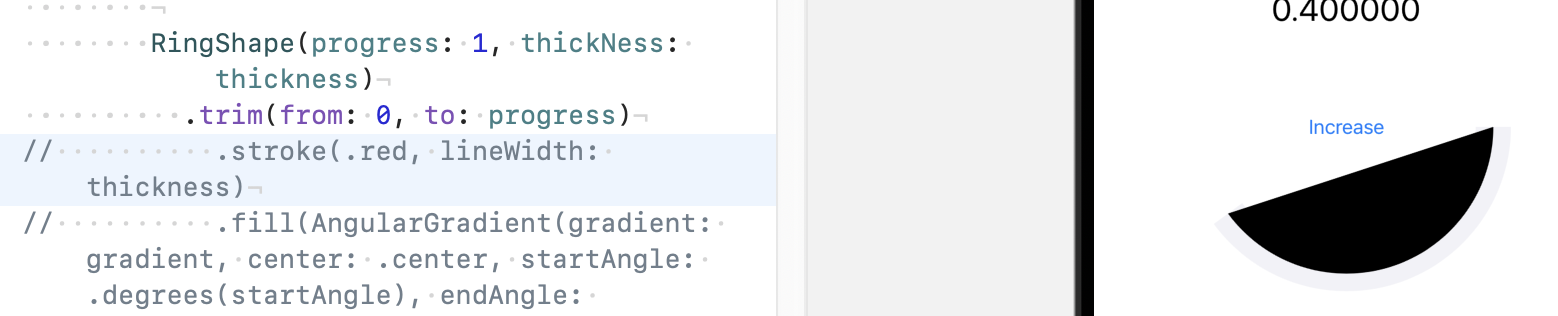 RingShape(progress: 1, thickNess:
thickness)
.trim(from: 0, to: progress)
// .stroke(.red, lineWidth:
thickness)
// .fill(AngularGradient(gradient:
gradient, center: .center, startAngle:
.degrees(startAngle), endAngle:
0.400000
Increase